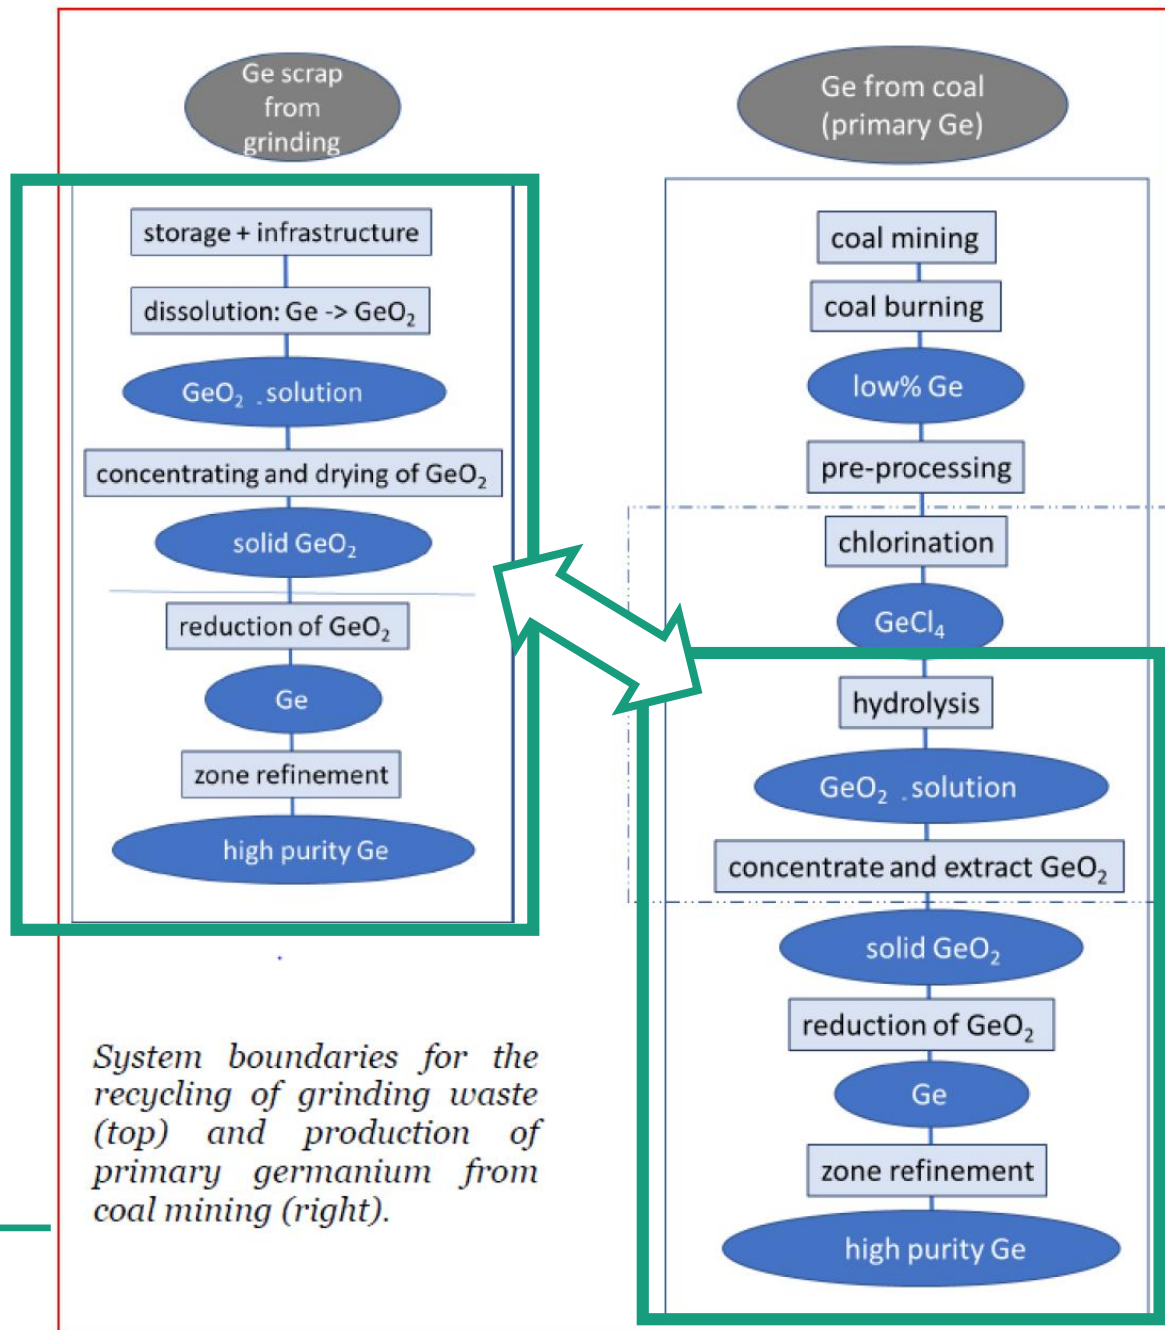 Ge scrap
from
grinding
storage + infrastructure
dissolution: Ge -> GeO₂
GeO₂ - solution
concentrating and drying of GeO₂
solid GeO₂
reduction of GeO₂
Ge
zone refinement
high purity Ge
System boundaries for the
recycling of grinding waste
(top) and production of
primary germanium from
coal mining (right).
Ge from coal
(primary Ge)
coal mining
coal burning
low% Ge
pre-processing
chlorination
GeCl₄
hydrolysis
GeO₂ - solution
concentrate and extract GeO₂
solid GeO₂
reduction of GeO₂
Ge
zone refinement
high purity Ge